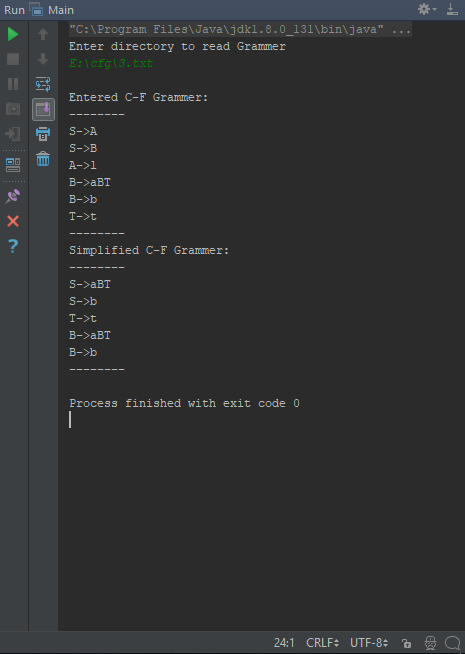 Run Main
"C:\Program Files\Java\jdk1.8.0_131\bin\java" ...
Enter directory to read Grammer
E:\cfg\3.txt
Entered C-F Grammer:
--------
S->A
S->B
A->l
B->aBT
B->b
T->t
--------
Simplified C-F Grammer:
--------
S->aBT
S->b
T->t
B->aBT
B->b
--------
Process finished with exit code 0
24:1 CRLF UTF-8